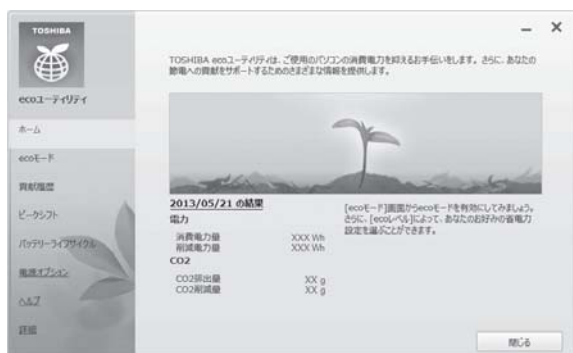 TOSHIBA
ecoユーティリティ
ホーム
ecoモード
貢献履歴
ピークシフト
バッテリーライフサイクル
電源オプション
ヘルプ
詳細
TOSHIBA ecoユーティリティは、ご使用のパソコンの消費電力を抑えるお手伝いをします。さらに、あなたの
節電への貢献をサポートするためのさまざまな情報を提供します。
2013/05/21 の結果
電力
消費電力量 XXX Wh
削減電力量 XXX Wh
CO2
CO2排出量 XX g
CO2削減量 XX g
[ecoモード]画面からecoモードを有効にしてみましょう。
さらに、[ecoレベル]によって、あなたのお好みの省電力
設定を選ぶことができます。
閉じる